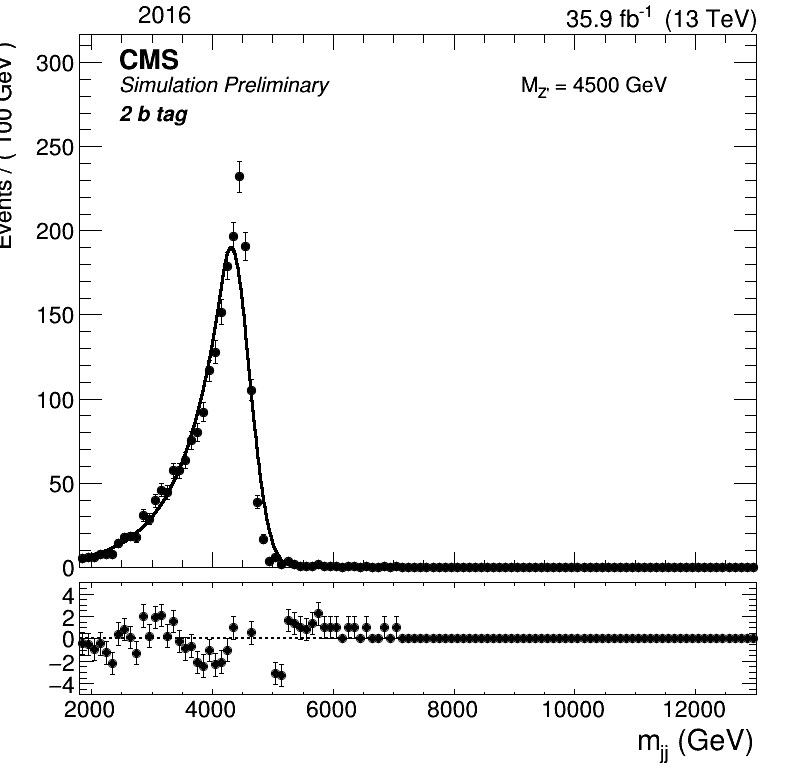 2016 35.9 fb⁻¹ (13 TeV)
CMS
Simulation Preliminary
M_Z' = 4500 GeV
2 b tag
Events / ( 100 GeV )
300
250
200
150
100
50
0
4
2
0
−2
−4
2000 4000 6000 8000 10000 12000
m_jj (GeV)